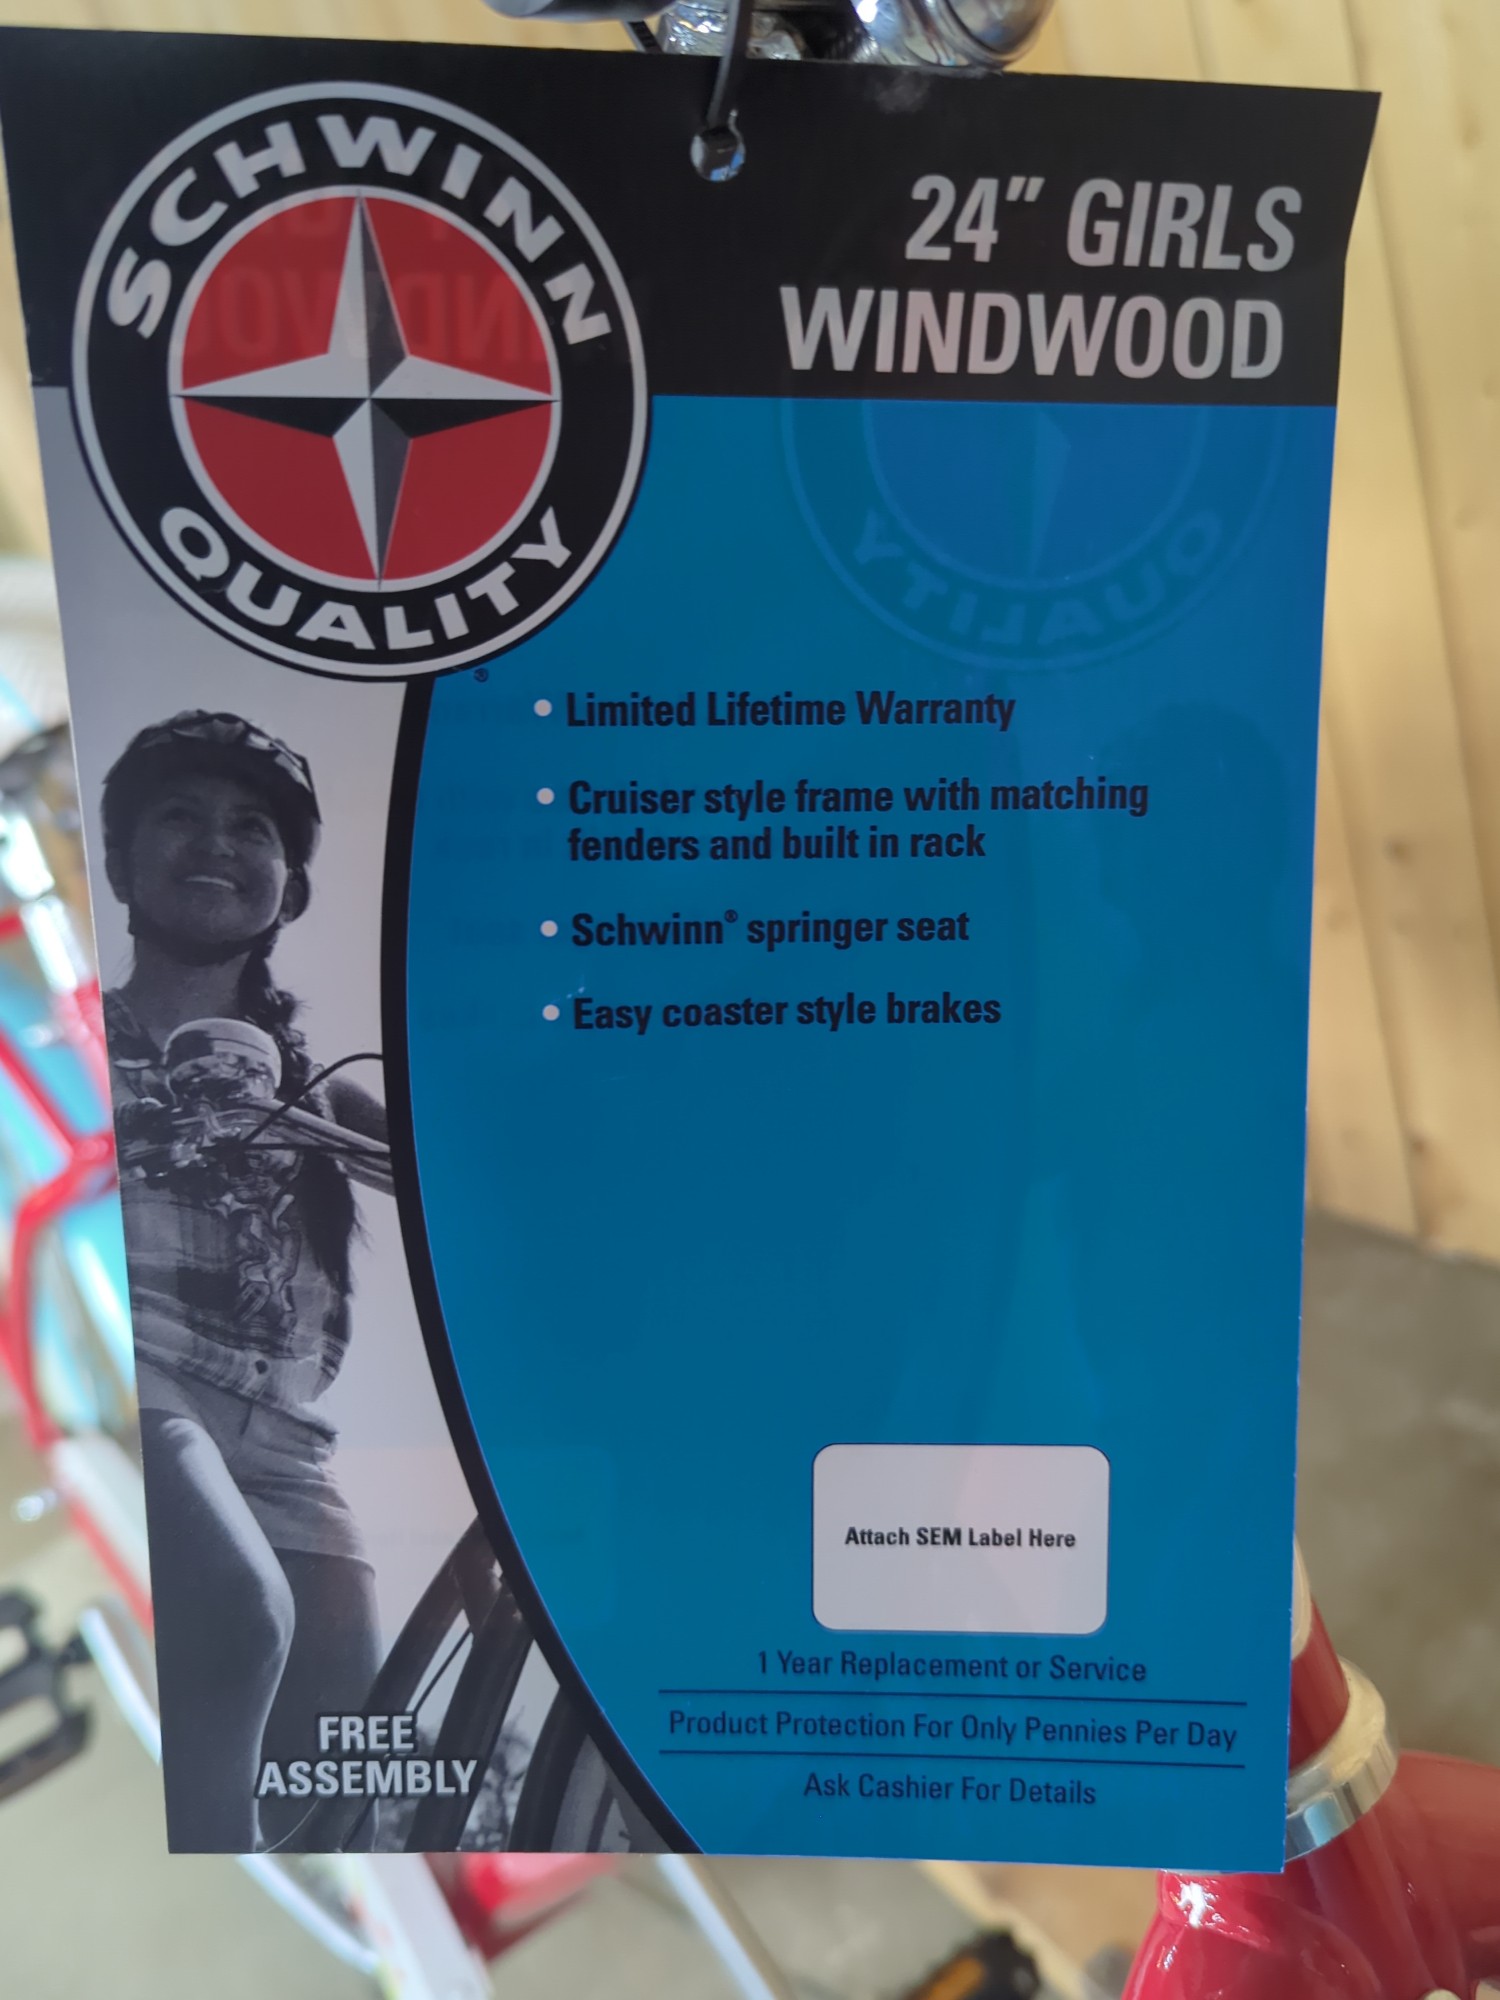 SCHWINN
QUALITY
®
24" GIRLS
WINDWOOD
• Limited Lifetime Warranty
• Cruiser style frame with matching
fenders and built in rack
• Schwinn® springer seat
• Easy coaster style brakes
Attach SEM Label Here
1 Year Replacement or Service
Product Protection For Only Pennies Per Day
Ask Cashier For Details
FREE
ASSEMBLY